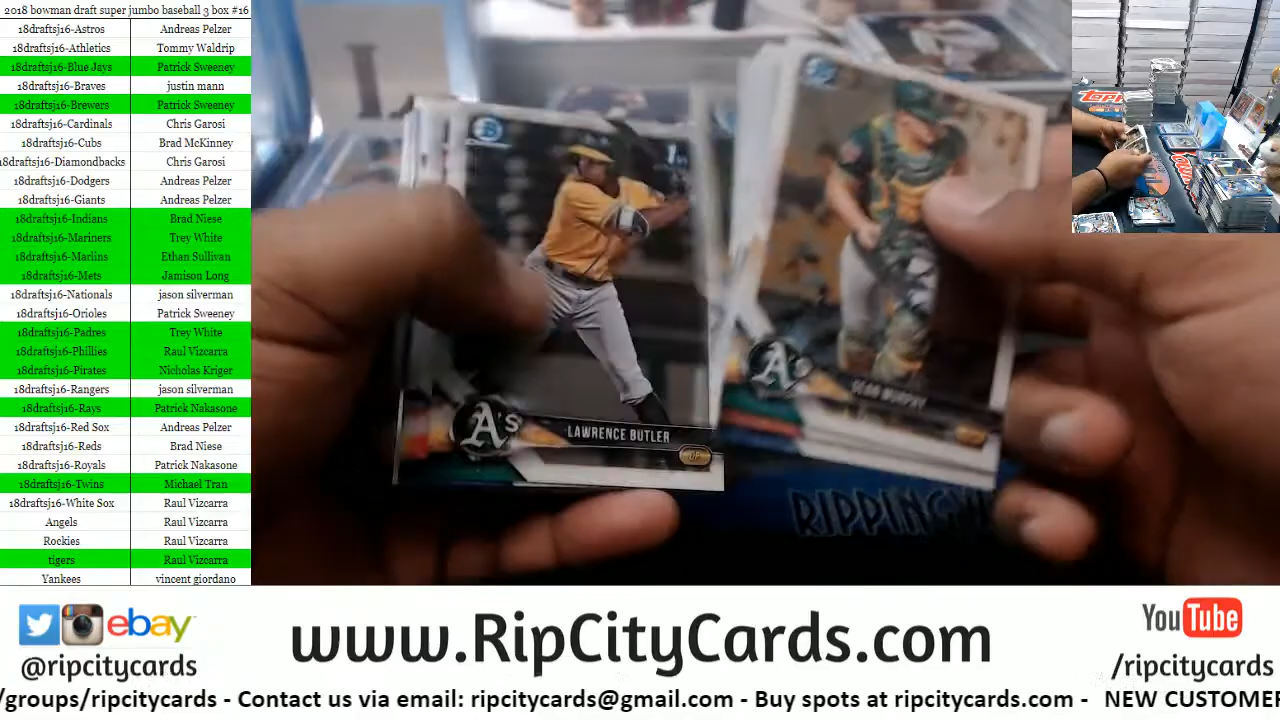 2018 bowman draft super jumbo baseball 3 box #16
18draftsj16-Astros Andreas Pelzer
18draftsj16-Athletics Tommy Waldrip
18draftsj16-Blue Jays Patrick Sweeney
18draftsj16-Braves justin mann
18draftsj16-Brewers Patrick Sweeney
18draftsj16-Cardinals Chris Garosi
18draftsj16-Cubs Brad McKinney
18draftsj16-Diamondbacks Chris Garosi
18draftsj16-Dodgers Andreas Pelzer
18draftsj16-Giants Andreas Pelzer
18draftsj16-Indians Brad Niese
18draftsj16-Mariners Trey White
18draftsj16-Marlins Ethan Sullivan
18draftsj16-Mets Jamison Long
18draftsj16-Nationals jason silverman
18draftsj16-Orioles Patrick Sweeney
18draftsj16-Padres Trey White
18draftsj16-Phillies Raul Vizcarra
18draftsj16-Pirates Nicholas Kriger
18draftsj16-Rangers jason silverman
18draftsj16-Rays Patrick Nakasone
18draftsj16-Red Sox Andreas Pelzer
18draftsj16-Reds Brad Niese
18draftsj16-Royals Patrick Nakasone
18draftsj16-Twins Michael Tran
18draftsj16-White Sox Raul Vizcarra
Angels Raul Vizcarra
Rockies Raul Vizcarra
tigers Raul Vizcarra
Yankees vincent giordano
A's
LAWRENCE BUTLER
OF
A's
SEAN MURPHY
RIPPING
TOPPS
ebay
@ripcitycards
www.RipCityCards.com
YouTube
/ripcitycards
/groups/ripcitycards - Contact us via email: ripcitycards@gmail.com - Buy spots at ripcitycards.com - NEW CUSTOME